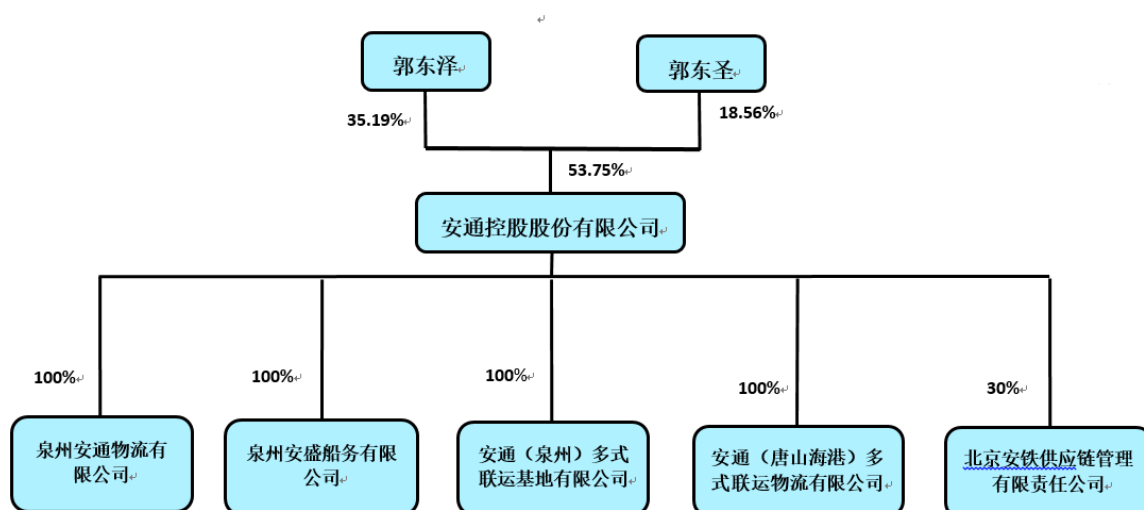 郭东泽
郭东圣
35.19%
18.56%
53.75%
安通控股股份有限公司
100%
100%
100%
100%
30%
泉州安通物流有
限公司
泉州安盛船务有限
公司
安通（泉州）多式
联运基地有限公司
安通（唐山海港）多
式联运物流有限公司
北京安铁供应链管理
有限责任公司